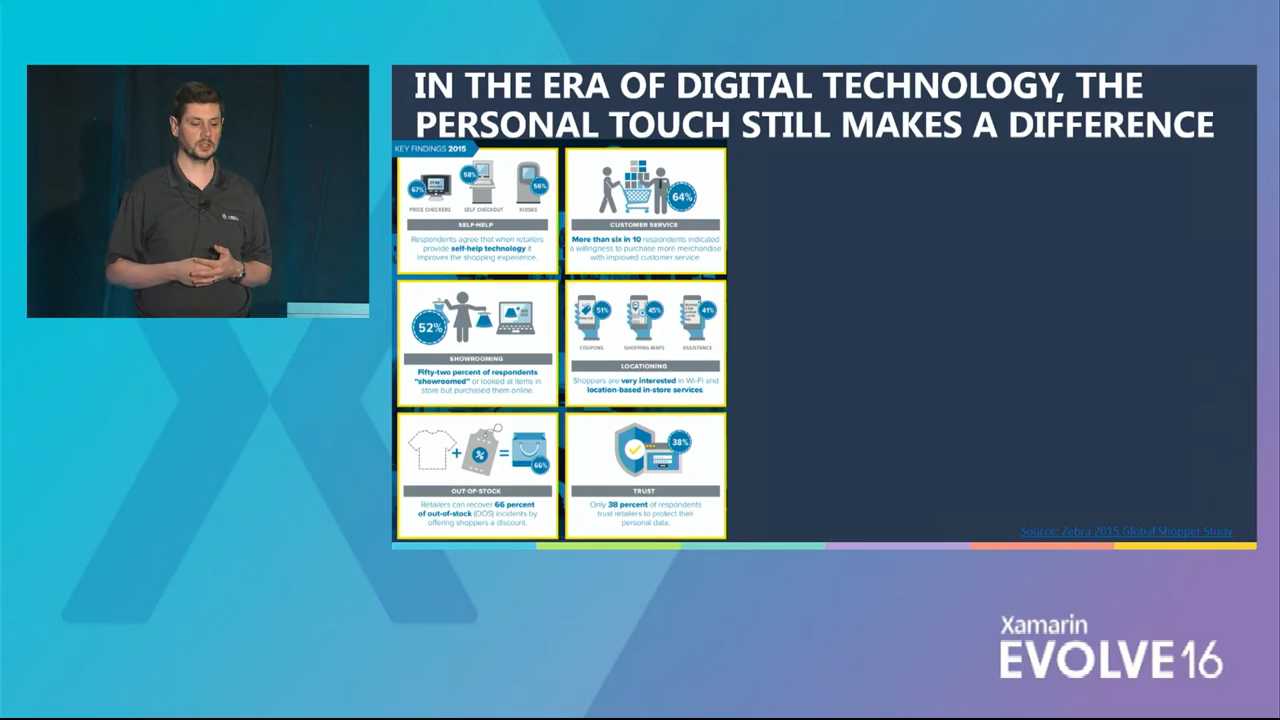 IN THE ERA OF DIGITAL TECHNOLOGY, THE
PERSONAL TOUCH STILL MAKES A DIFFERENCE
KEY FINDINGS 2015
67%
58%
56%
PRICE CHECKERS
SELF CHECKOUT
KIOSKS
SELF-HELP
Respondents agree that when retailers
provide self-help technology it
improves the shopping experience.
64%
CUSTOMER SERVICE
More than six in 10 respondents indicated
a willingness to purchase more merchandise
with improved customer service.
52%
SHOWROOMING
Fifty-two percent of respondents
"showroomed" or looked at items in
store but purchased them online.
51%
45%
41%
COUPONS
SHOPPING MAPS
ASSISTANCE
LOCATIONING
Shoppers are very interested in Wi-Fi and
location-based in-store services.
%
66%
OUT-OF-STOCK
Retailers can recover 66 percent
of out-of-stock (OOS) incidents by
offering shoppers a discount.
38%
TRUST
Only 38 percent of respondents
trust retailers to protect their
personal data.
Source: Zebra 2015 Global Shopper Study
Xamarin
EVOLVE 16